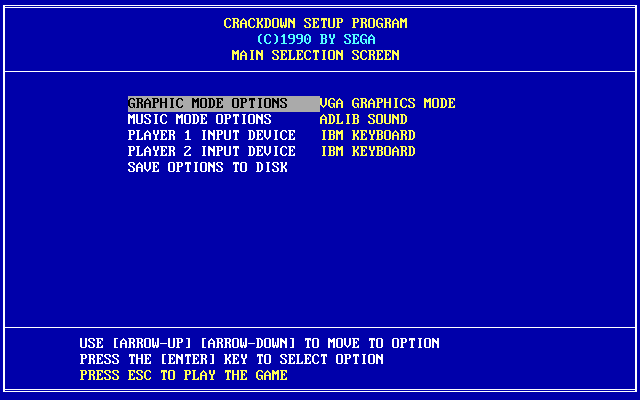 CRACKDOWN SETUP PROGRAM
(C)1990 BY SEGA
MAIN SELECTION SCREEN
GRAPHIC MODE OPTIONS VGA GRAPHICS MODE
MUSIC MODE OPTIONS ADLIB SOUND
PLAYER 1 INPUT DEVICE IBM KEYBOARD
PLAYER 2 INPUT DEVICE IBM KEYBOARD
SAVE OPTIONS TO DISK
USE [ARROW-UP] [ARROW-DOWN] TO MOVE TO OPTION
PRESS THE [ENTER] KEY TO SELECT OPTION
PRESS ESC TO PLAY THE GAME